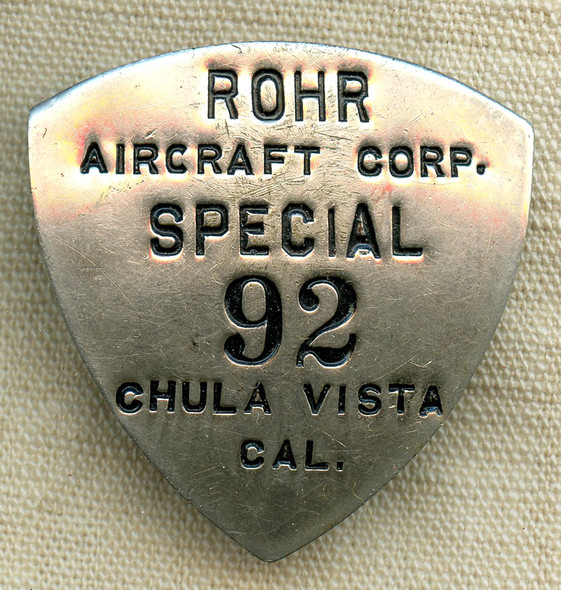 ROHR
AIRCRAFT CORP.
SPECIAL
92
CHULA VISTA
CAL.